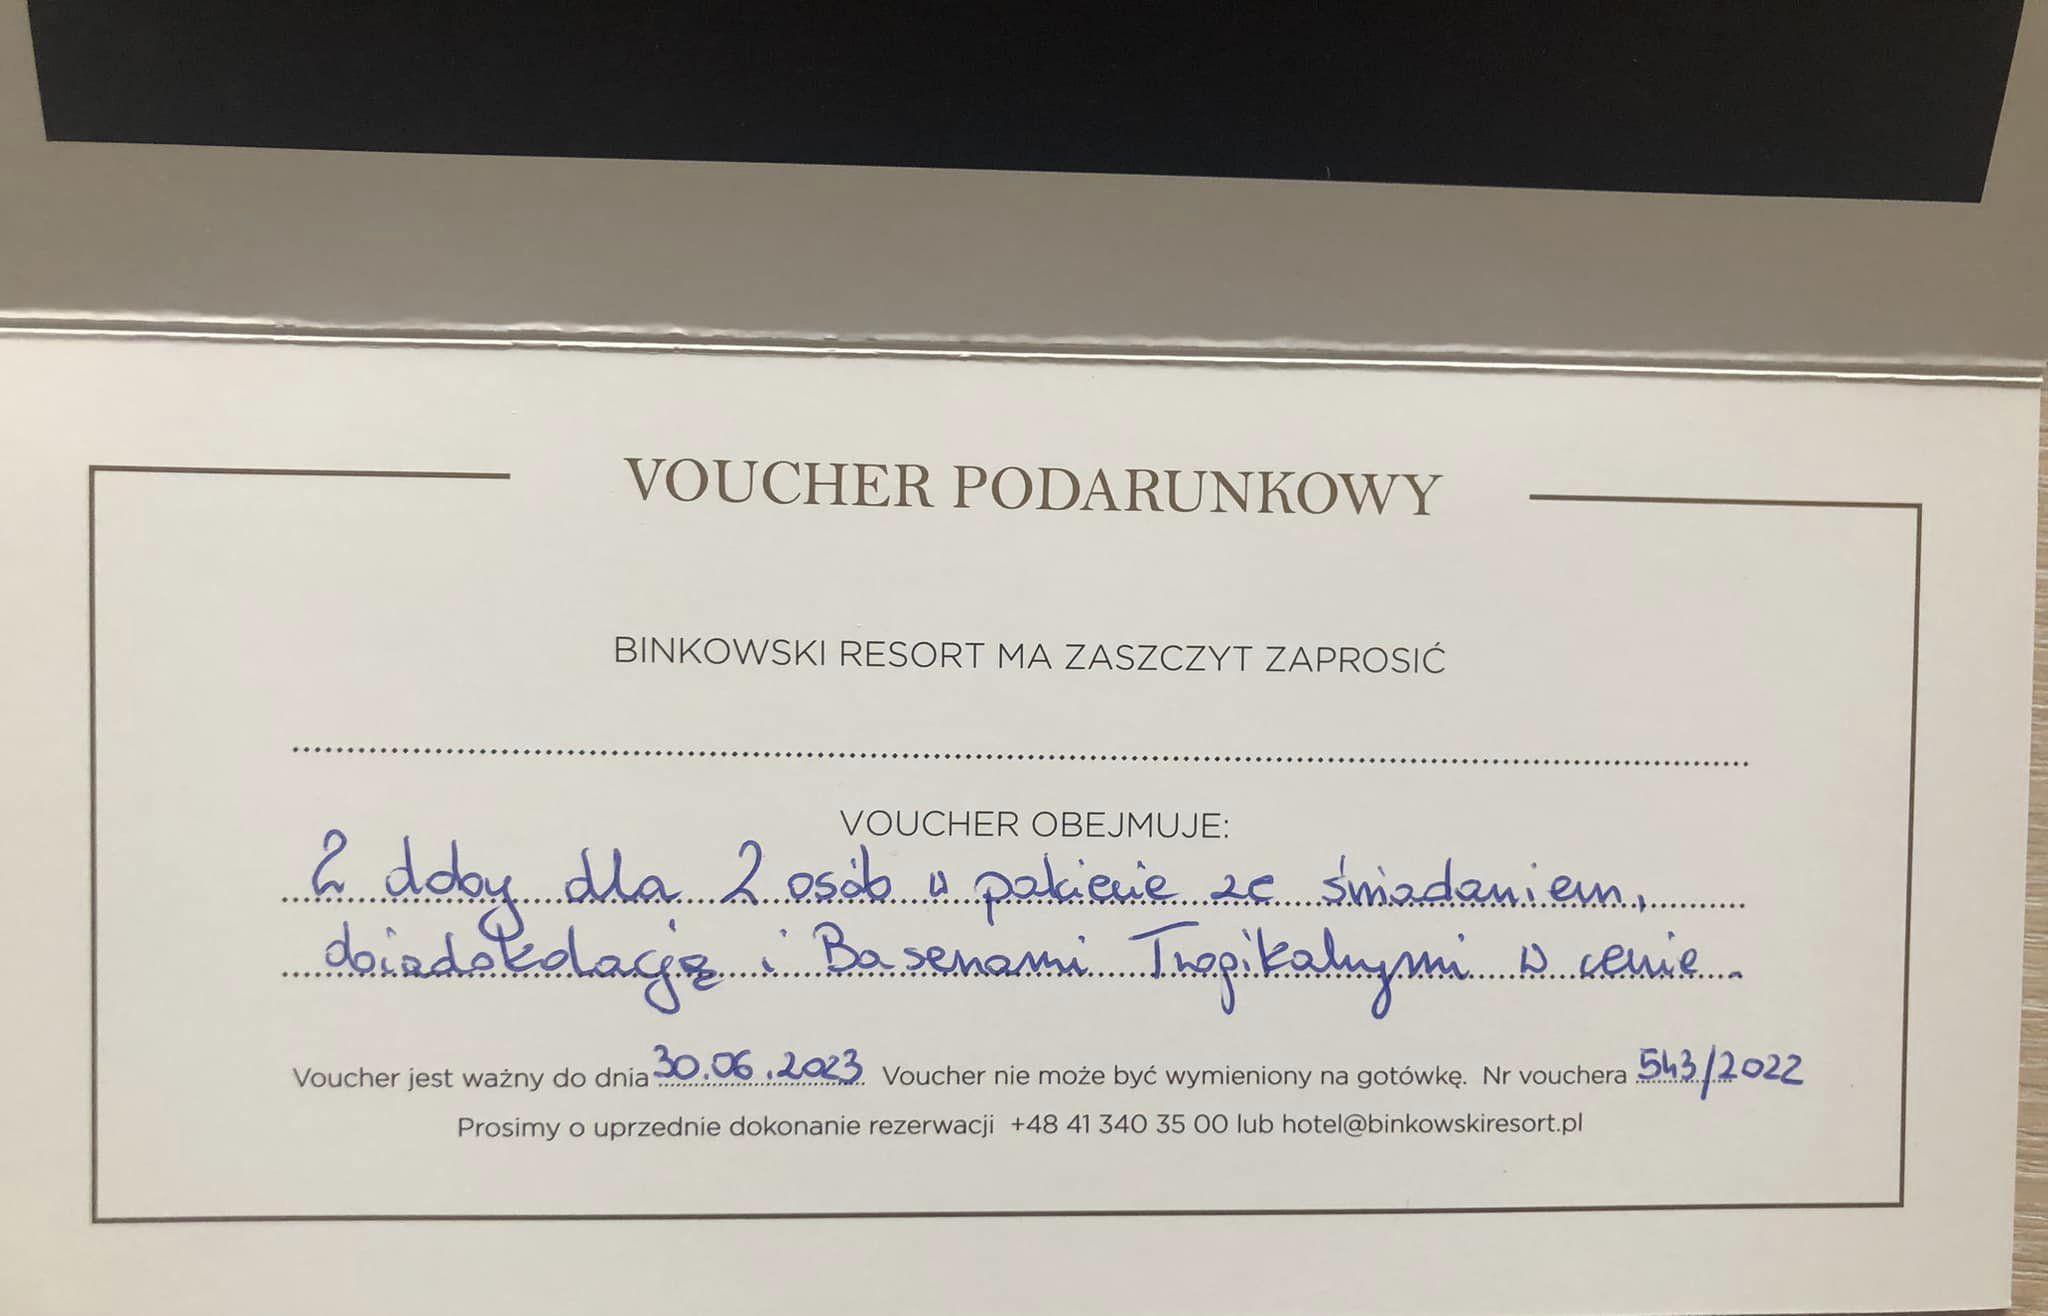 VOUCHER PODARUNKOWY
BINKOWSKI RESORT MA ZASZCZYT ZAPROSIĆ
VOUCHER OBEJMUJE:
2 doby dla 2 osób w pakiecie ze śniadaniem,
obiadokolacją i Basenami Tropikalnymi w cenie.
Voucher jest ważny do dnia 30.06.2023 Voucher nie może być wymieniony na gotówkę. Nr vouchera 543/2022
Prosimy o uprzednie dokonanie rezerwacji +48 41 340 35 00 lub hotel@binkowskiresort.pl